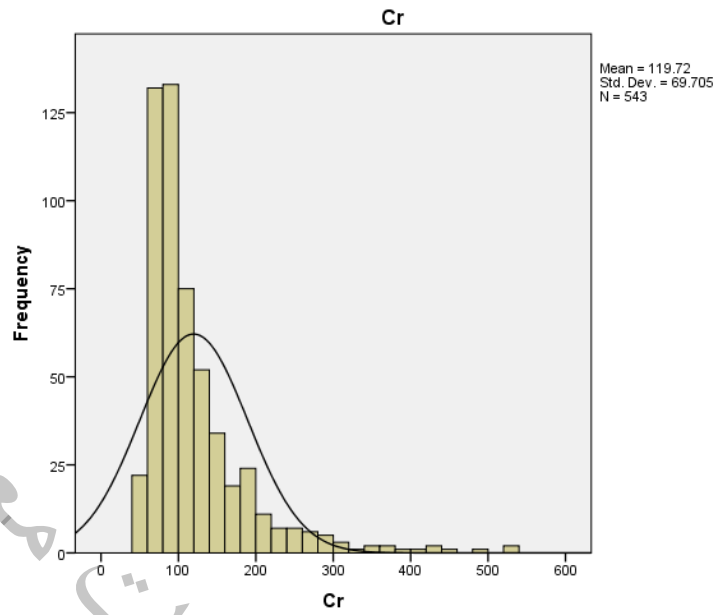 Cr
Mean = 119.72
Std. Dev. = 69.705
N = 543
125
100
75
50
25
0
Frequency
0 100 200 300 400 500 600
Cr